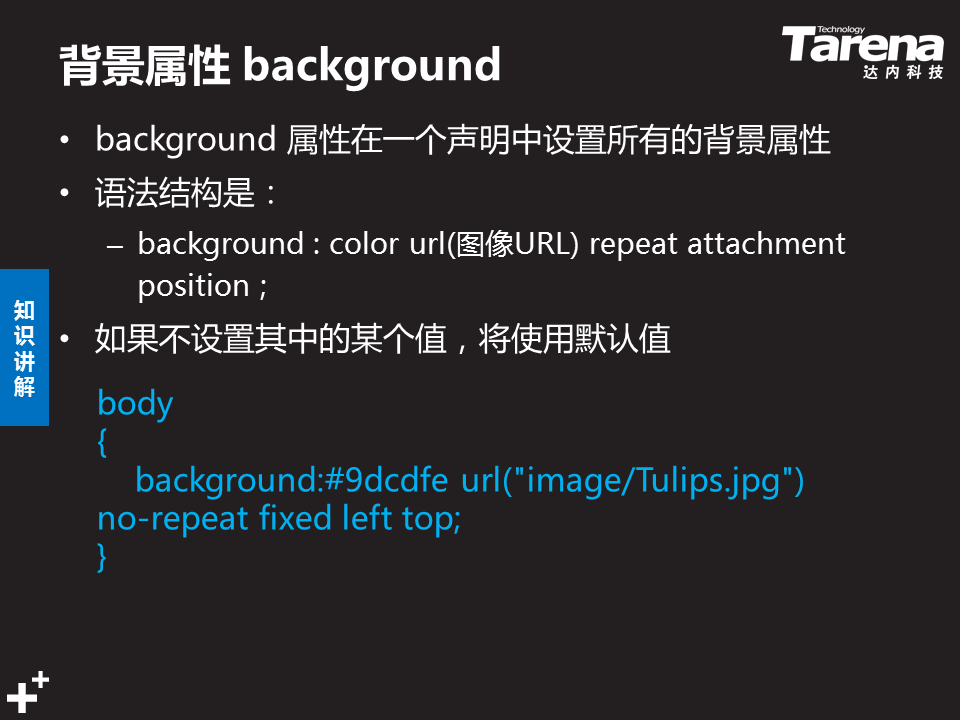 背景属性 background
Technology
Tarena
达内科技
• background 属性在一个声明中设置所有的背景属性
• 语法结构是：
– background : color url(图像URL) repeat attachment
position ;
知识讲解
• 如果不设置其中的某个值，将使用默认值
body
{
background:#9dcdfe url("image/Tulips.jpg")
no-repeat fixed left top;
}